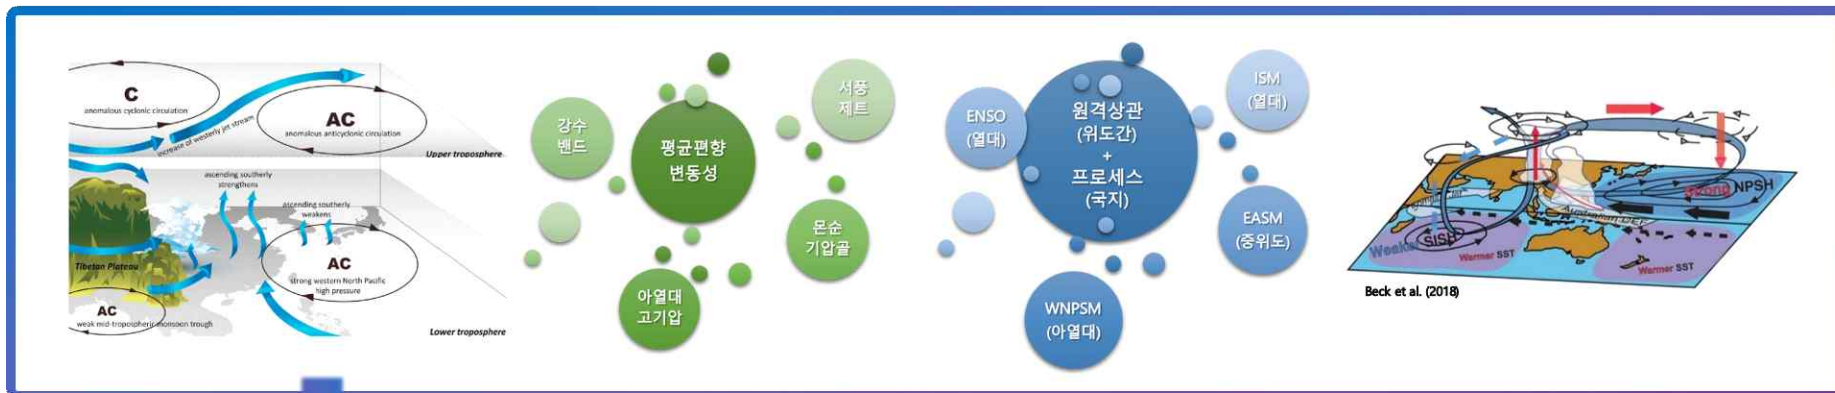 C
anomalous cyclonic circulation
AC
anomalous anticyclonic circulation
increase of westerly jet stream
Upper troposphere
ascending southerly
strengthens
ascending southerly
weakens
Tibetan Plateau
AC
strong western North Pacific
high pressure
AC
weak mid-tropospheric monsoon trough
Lower troposphere
강수
밴드
평균편향
변동성
서풍
제트
몬순
기압골
아열대
고기압
ENSO
(열대)
원격상관
(위도간)
+
프로세스
(국지)
ISM
(열대)
EASM
(중위도)
WNPSM
(아열대)
Strong NPSH
Weaker SISH
Warmer SST
Warmer SST
Beck et al. (2018)